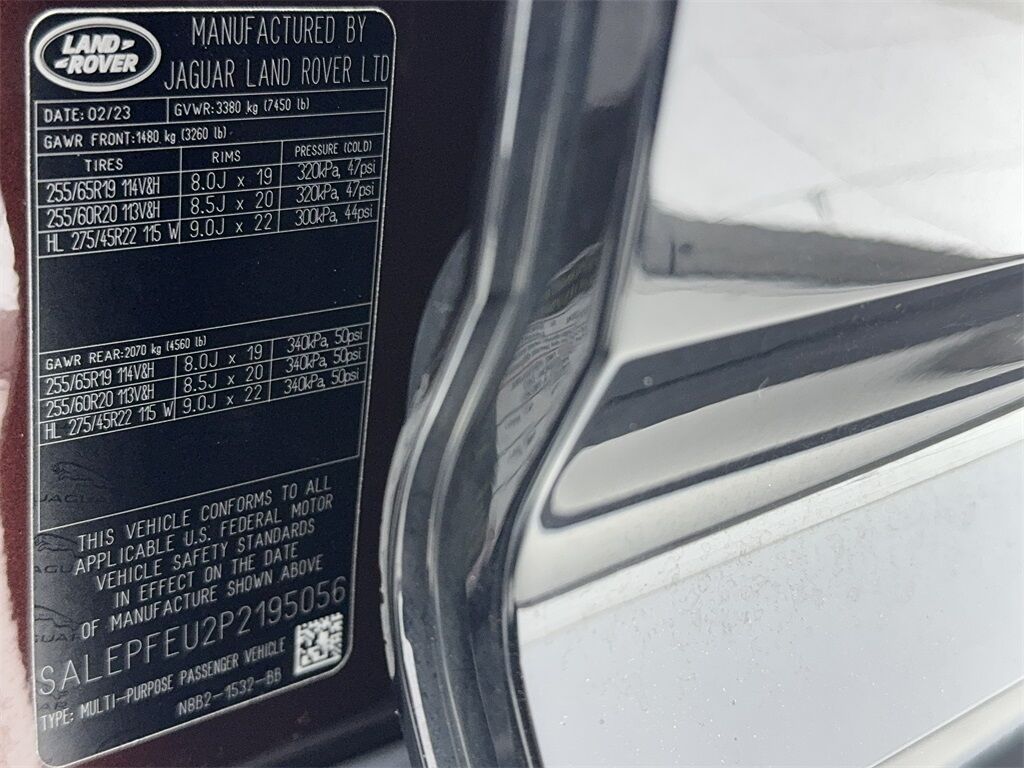 LAND-
-ROVER
MANUFACTURED BY
JAGUAR LAND ROVER LTD
DATE: 02/23 GVWR:3380 kg (7450 lb)
GAWR FRONT:1480 kg (3260 lb)
TIRES RIMS PRESSURE (COLD)
255/65R19 114V&H 8.0J x 19 320kPa, 47psi
255/60R20 113V&H 8.5J x 20 320kPa, 47psi
HL 275/45R22 115 W 9.0J x 22 300kPa, 44psi
GAWR REAR:2070 kg (4560 lb)
255/65R19 114V&H 8.0J x 19 340kPa, 50psi
255/60R20 113V&H 8.5J x 20 340kPa, 50psi
HL 275/45R22 115 W 9.0J x 22 340kPa, 50psi
THIS VEHICLE CONFORMS TO ALL
APPLICABLE U.S. FEDERAL MOTOR
VEHICLE SAFETY STANDARDS
IN EFFECT ON THE DATE
OF MANUFACTURE SHOWN ABOVE
SALEPFEU2P2195056
TYPE: MULTI-PURPOSE PASSENGER VEHICLE
N8B2-1532-BB